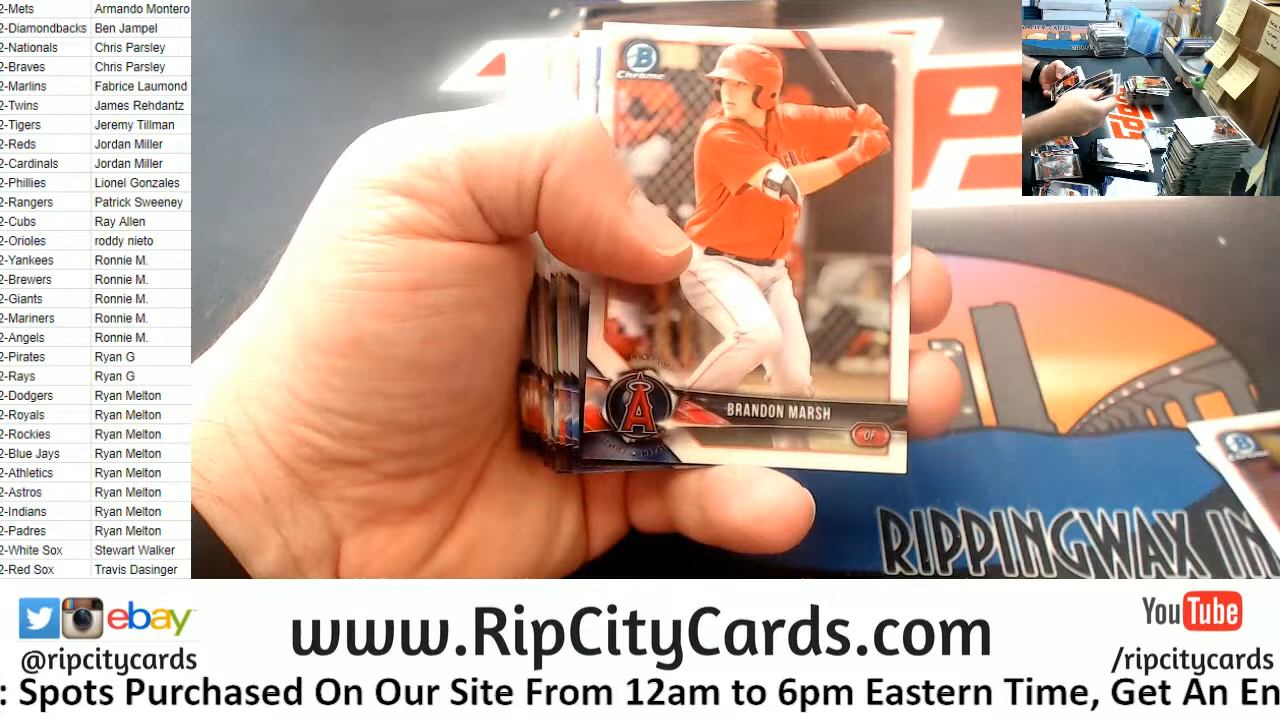 2-Mets Armando Montero
2-Diamondbacks Ben Jampel
2-Nationals Chris Parsley
2-Braves Chris Parsley
2-Marlins Fabrice Laumond
2-Twins James Rehdantz
2-Tigers Jeremy Tillman
2-Reds Jordan Miller
2-Cardinals Jordan Miller
2-Phillies Lionel Gonzales
2-Rangers Patrick Sweeney
2-Cubs Ray Allen
2-Orioles roddy nieto
2-Yankees Ronnie M.
2-Brewers Ronnie M.
2-Giants Ronnie M.
2-Mariners Ronnie M.
2-Angels Ronnie M.
2-Pirates Ryan G
2-Rays Ryan G
2-Dodgers Ryan Melton
2-Royals Ryan Melton
2-Rockies Ryan Melton
2-Blue Jays Ryan Melton
2-Athletics Ryan Melton
2-Astros Ryan Melton
2-Indians Ryan Melton
2-Padres Ryan Melton
2-White Sox Stewart Walker
2-Red Sox Travis Dasinger
B
Chrome
A
BRANDON MARSH
OF
RIPPINGWAX IN
ebay
@ripcitycards
www.RipCityCards.com
YouTube
/ripcitycards
: Spots Purchased On Our Site From 12am to 6pm Eastern Time, Get An En